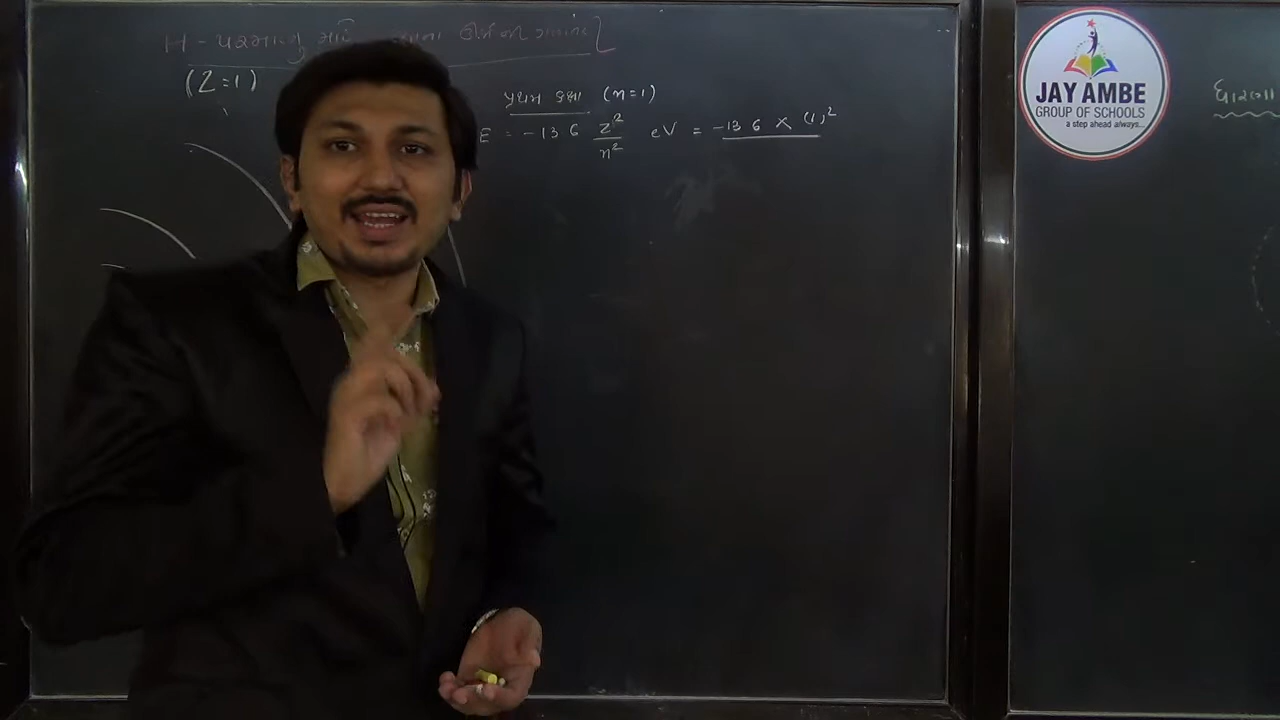 H - પરમાણુ માટે
(Z=1)
પ્રથમ કક્ષા (n=1)
E = -13 6 Z²/n² eV = -13 6 × (1)²
JAY AMBE
GROUP OF SCHOOLS
a step ahead always...